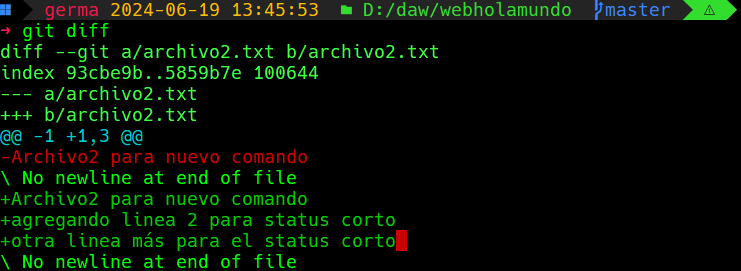 germa 2024-06-19 13:45:53 D:/daw/webholamundo master
➜ git diff
diff --git a/archivo2.txt b/archivo2.txt
index 93cbe9b..5859b7e 100644
--- a/archivo2.txt
+++ b/archivo2.txt
@@ -1 +1,3 @@
-Archivo2 para nuevo comando
\ No newline at end of file
+Archivo2 para nuevo comando
+agregando linea 2 para status corto
+otra linea más para el status corto
\ No newline at end of file